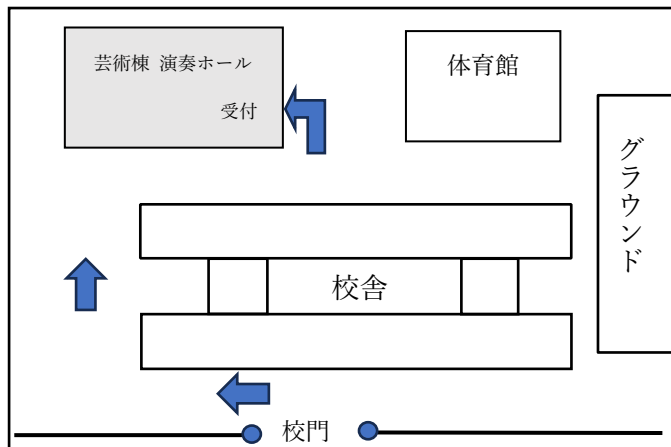 芸術棟 演奏ホール
受付
体育館
グラウンド
校舎
校門